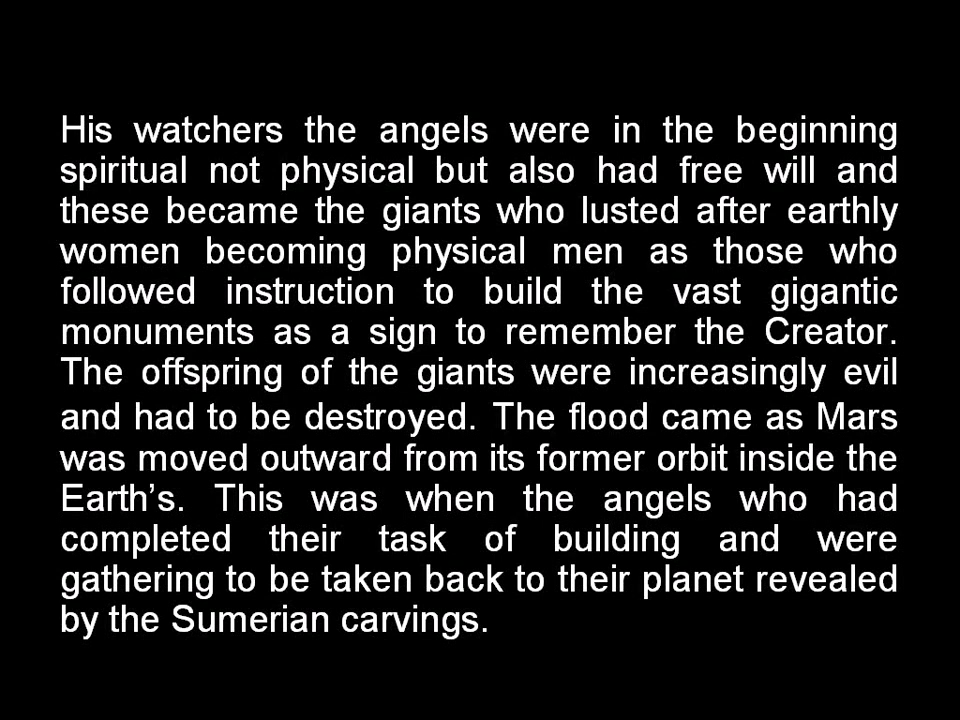 His watchers the angels were in the beginning
spiritual not physical but also had free will and
these became the giants who lusted after earthly
women becoming physical men as those who
followed instruction to build the vast gigantic
monuments as a sign to remember the Creator.
The offspring of the giants were increasingly evil
and had to be destroyed. The flood came as Mars
was moved outward from its former orbit inside the
Earth’s. This was when the angels who had
completed their task of building and were
gathering to be taken back to their planet revealed
by the Sumerian carvings.